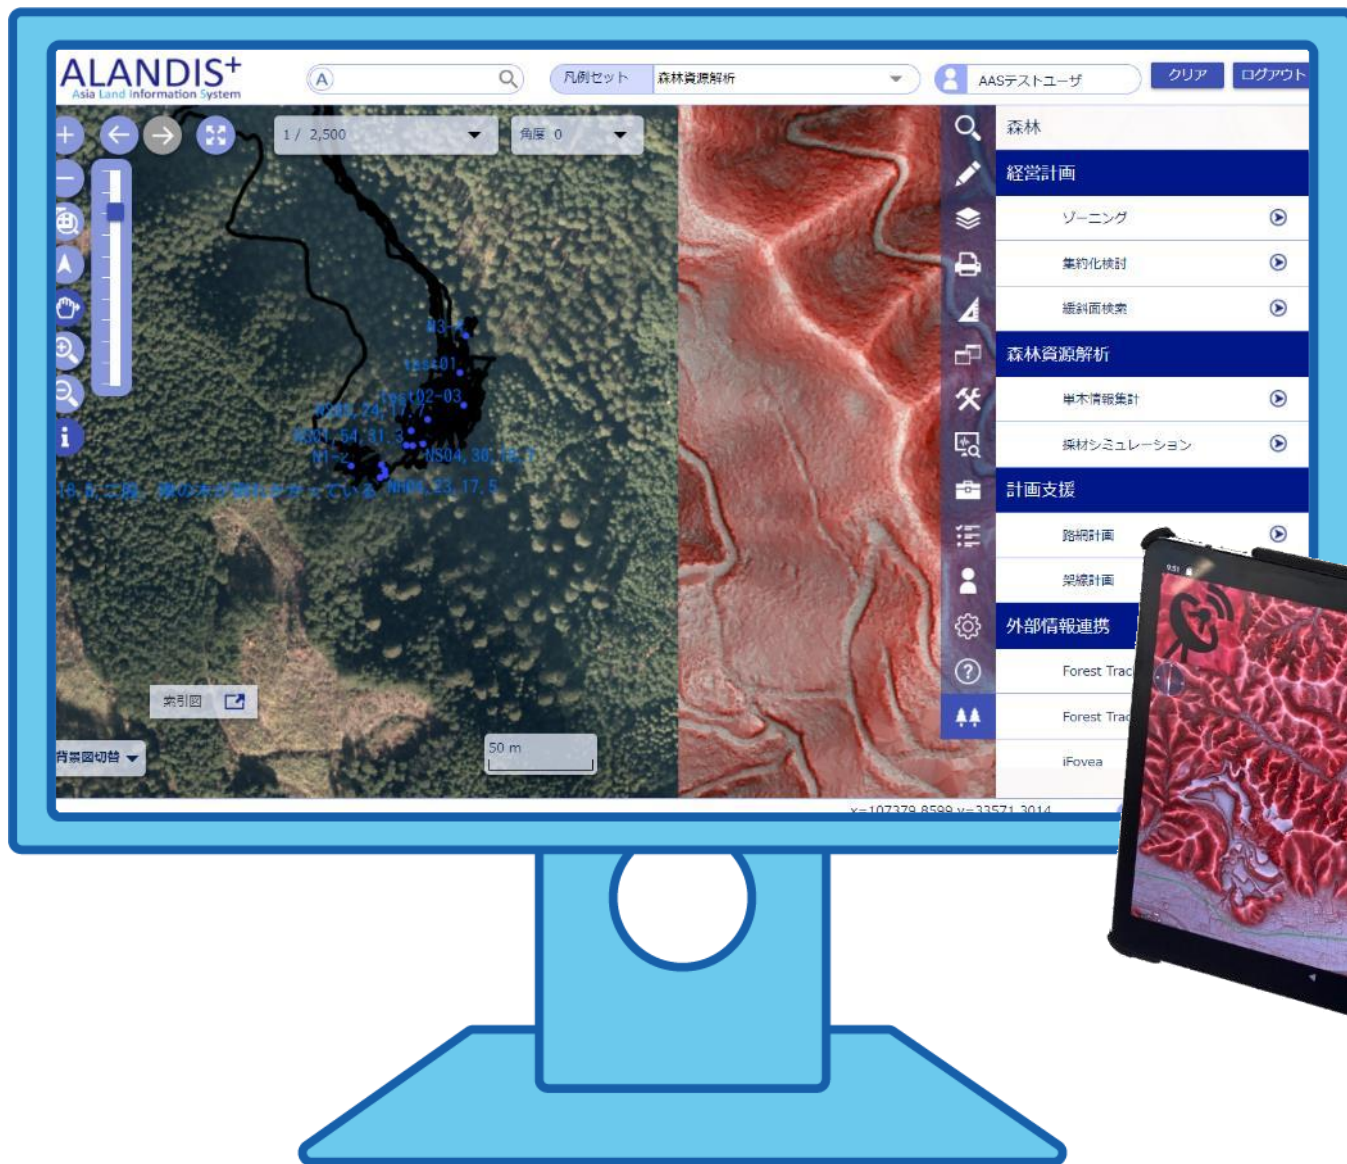 ALANDIS+
Asia Land Information System
A
凡例セット
森林資源解析
AASテストユーザ
クリア
ログアウト
1 / 2,500
角度 0
森林
経営計画
ゾーニング
集約化検討
緩斜面検索
森林資源解析
単木情報集計
採材シミュレーション
計画支援
路網計画
架線計画
外部情報連携
Forest Trac
Forest Trac
iFovea
test01
test02-03
索引図
背景図切替
50 m
x=107379.8599 y=33571.3014
9:51